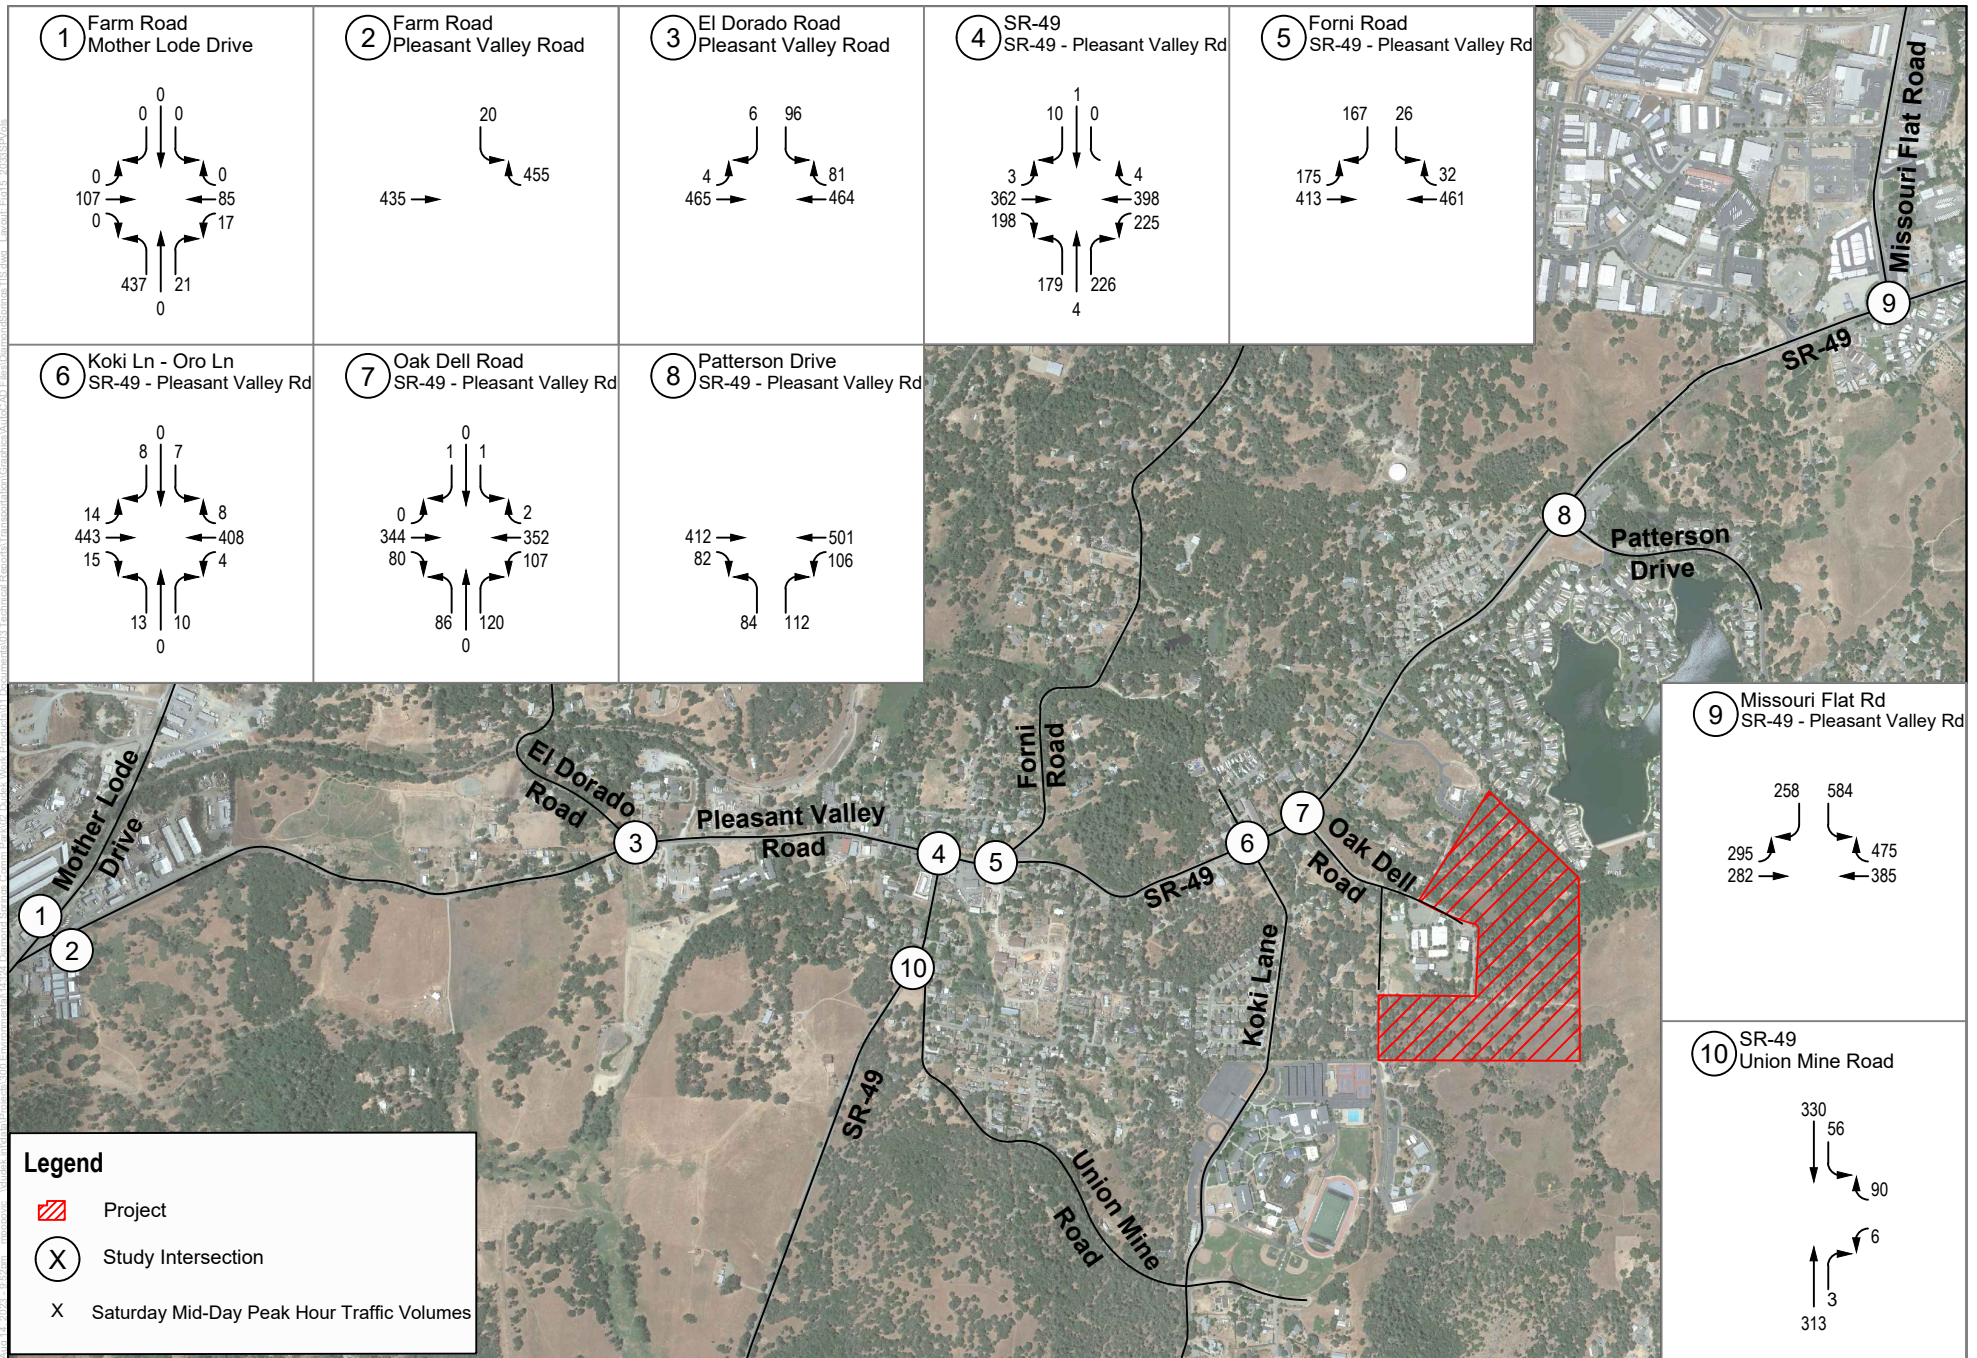 1
Farm Road
Mother Lode Drive
0
0 0
0 0
107 85
0 17
437 21
0
2
Farm Road
Pleasant Valley Road
20
455
435
3
El Dorado Road
Pleasant Valley Road
6 96
4 81
465 464
4
SR-49
SR-49 - Pleasant Valley Rd
1
10 0
3 4
362 398
198 225
179 226
4
5
Forni Road
SR-49 - Pleasant Valley Rd
167 26
175 32
413 461
6
Koki Ln - Oro Ln
SR-49 - Pleasant Valley Rd
0
8 7
14 8
443 408
15 4
13 10
0
7
Oak Dell Road
SR-49 - Pleasant Valley Rd
0
1 1
0 2
344 352
80 107
86 120
0
8
Patterson Drive
SR-49 - Pleasant Valley Rd
412 501
82 106
84 112
9
Missouri Flat Rd
SR-49 - Pleasant Valley Rd
258 584
295 475
282 385
10
SR-49
Union Mine Road
330
56
90
6
3
313
Missouri Flat Road
9
SR-49
8
Patterson
Drive
Forni
Road
7
Oak Dell
Road
6
SR-49
Koki Lane
5
4
Pleasant Valley
Road
3
El Dorado
Road
Mother Lode
Drive
1
2
10
SR-49
Union Mine
Road
Legend
Project
X Study Intersection
X Saturday Mid-Day Peak Hour Traffic Volumes